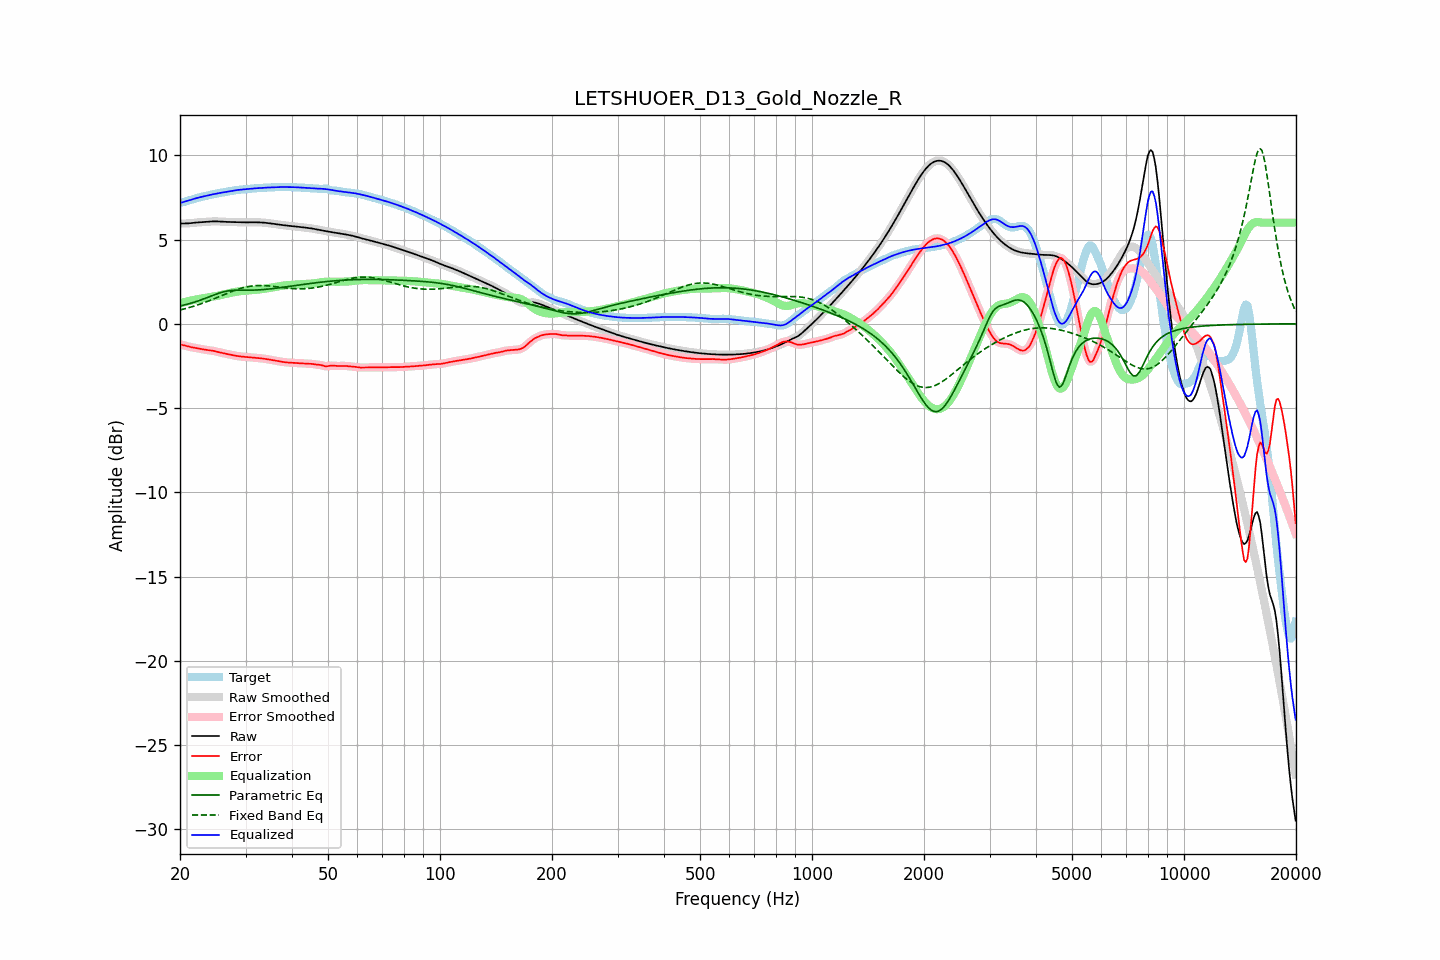 LETSHUOER_D13_Gold_Nozzle_R
10
5
0
−5
−10
−15
−20
−25
−30
Amplitude (dBr)
Target
Raw Smoothed
Error Smoothed
Raw
Error
Equalization
Parametric Eq
Fixed Band Eq
Equalized
20 50 100 200 500 1000 2000 5000 10000 20000
Frequency (Hz)